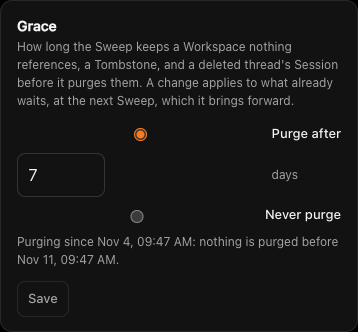 Grace
How long the Sweep keeps a Workspace nothing
references, a Tombstone, and a deleted thread's Session
before it purges them. A change applies to what already
waits, at the next Sweep, which it brings forward.
Purge after
7
days
Never purge
Purging since Nov 4, 09:47 AM: nothing is purged before
Nov 11, 09:47 AM.
Save